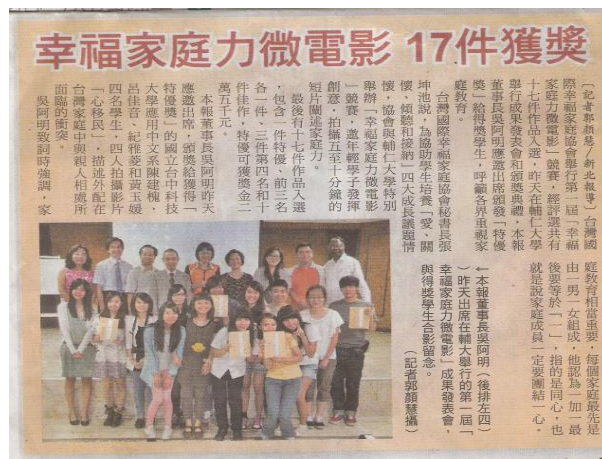 幸福家庭力微電影 17件獲獎
〔記者郭顏慧╱新北報導〕台灣國
際幸福家庭協會舉行第一屆「幸福
家庭力微電影」競賽,經評選共有
十七件作品入選,昨天在輔仁大學
舉行成果發表會和頒獎典禮,本報
董事長吳阿明應邀出席頒發「特優
獎」給得獎學生,呼籲各界重視家
庭教育。
台灣國際幸福家庭協會秘書長張
坤池說,為協助學生培養「愛、關
懷、傾聽和接納」四大成長議題情
懷,協會與輔仁大學特別
舉辦「幸福家庭力微電影
」競賽,邀年輕學子發揮
創意,拍攝五至十分鐘的
短片闡述家庭力。
最後有十七件作品入選
,包含一件特優、前三名
各一件、三件第四名和十
件佳作,特優可獲獎金二
萬五千元。
本報董事長吳阿明昨天
應邀出席,頒獎給獲得「
特優獎」的國立台中科技
大學應用中文系陳建槐、
呂佳音、紀雅菱和黃玉媛
四名學生,四人拍攝影片
「心移民」,描述外配在
台灣家庭中與親人相處所
面臨的衝突。
吳阿明致詞時強調,家
庭教育相當重要,每個家庭最先是
由一男一女組成,他認為一加一最
後要等於「一」,指的是同心,也
就是說家庭成員一定要團結一心。
←本報董事長吳阿明(後排左四
)昨天出席在輔大舉行的第一屆「
幸福家庭力微電影」成果發表會,
與得獎學生合影留念。
(記者郭顏慧攝)